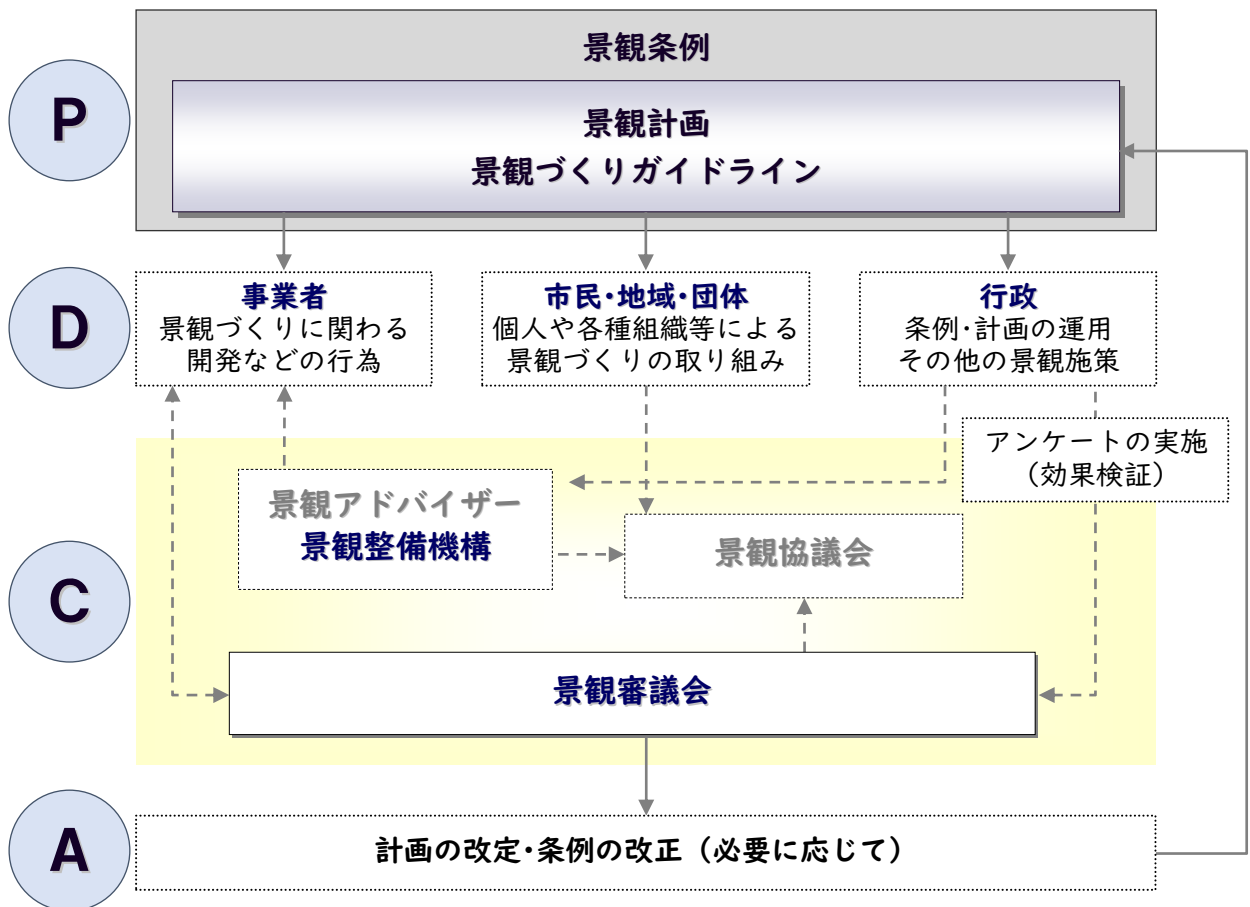 景観条例
P
景観計画
景観づくりガイドライン
D
事業者
景観づくりに関わる
開発などの行為
市民・地域・団体
個人や各種組織等による
景観づくりの取り組み
行政
条例・計画の運用
その他の景観施策
アンケートの実施
（効果検証）
C
景観アドバイザー
景観整備機構
景観協議会
景観審議会
A
計画の改定・条例の改正（必要に応じて）